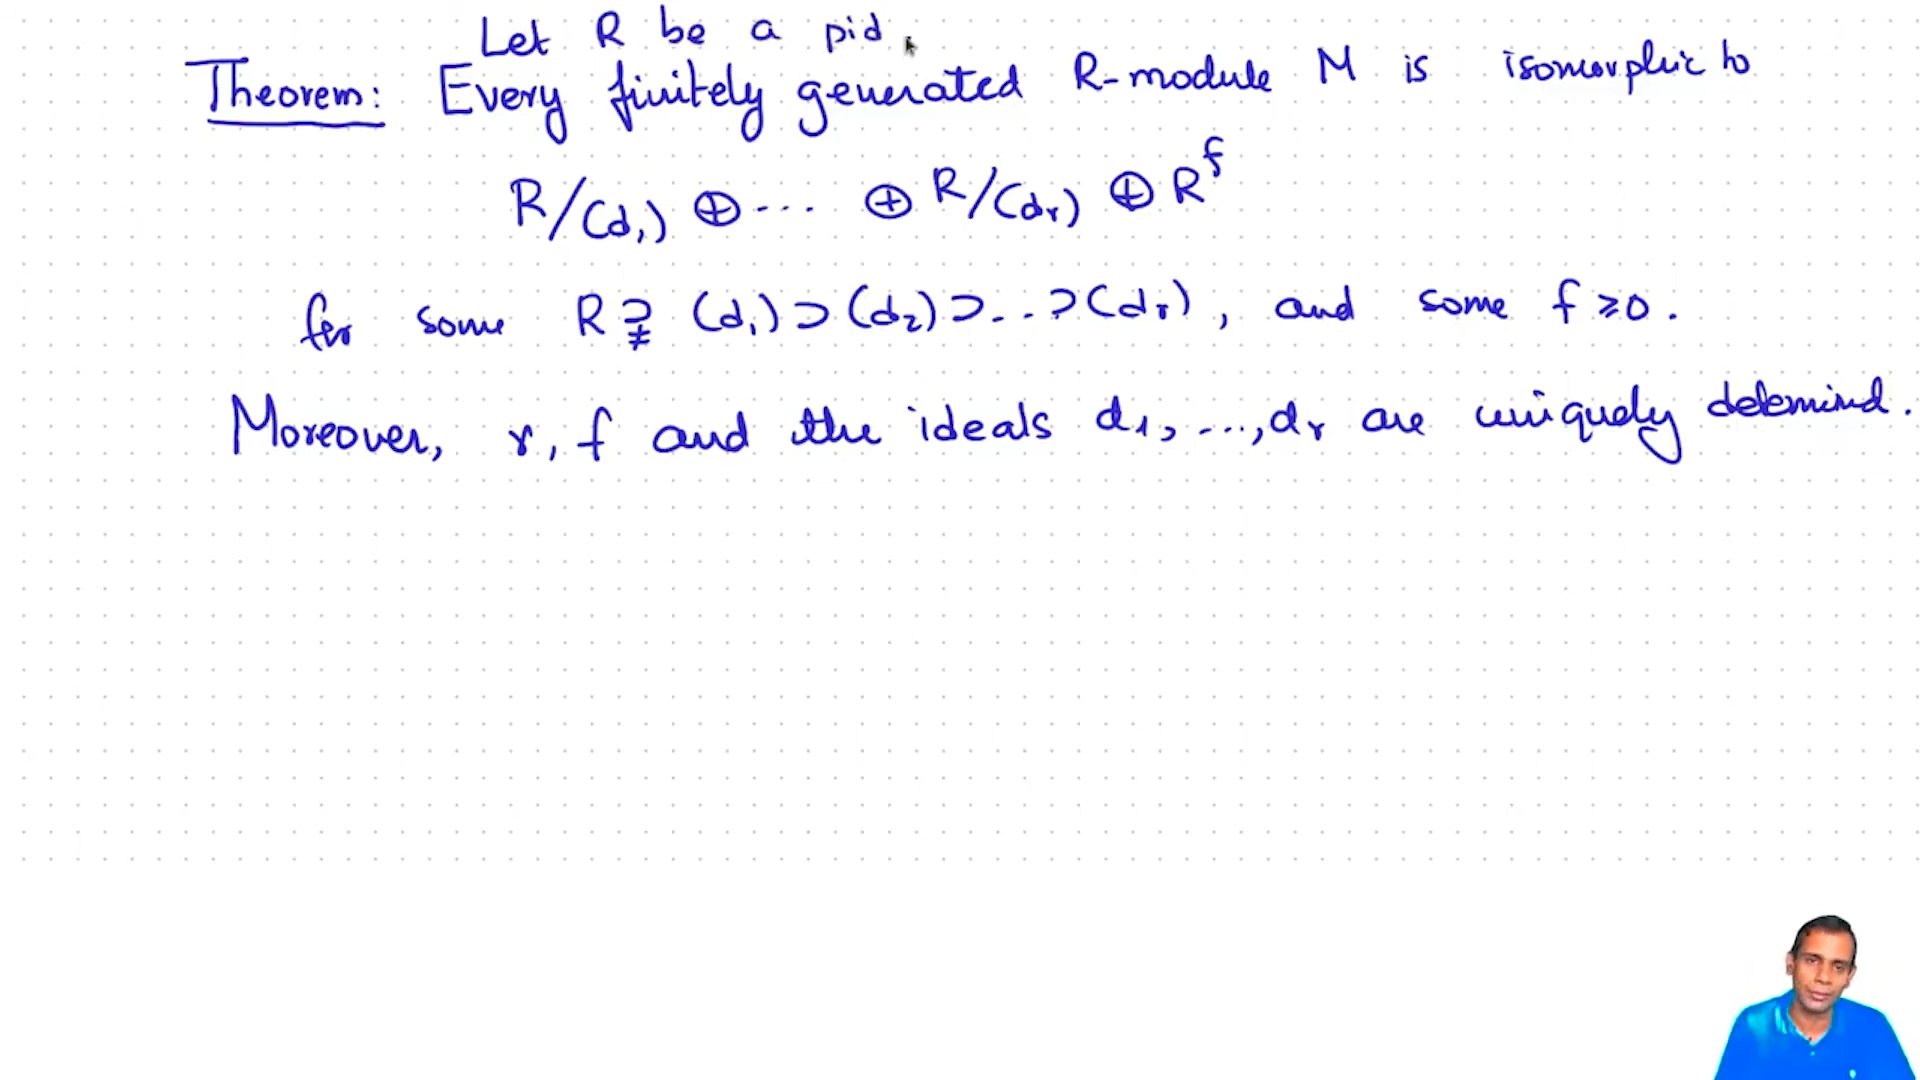 Let R be a pid.
Theorem: Every finitely generated R-module M is isomorphic to
R/(d₁) ⊕ ... ⊕ R/(dᵣ) ⊕ R^f
for some R ⊋ (d₁) ⊃ (d₂) ⊃ ... ⊃ (dᵣ), and some f ≥ 0.
Moreover, r, f and the ideals d₁, ..., dᵣ are uniquely determined.